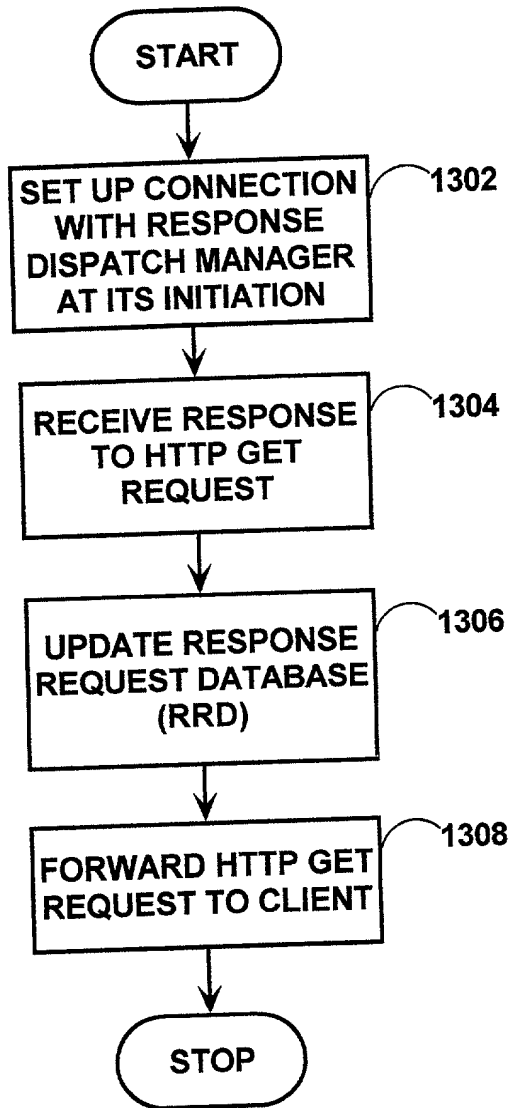 START
SET UP CONNECTION
WITH RESPONSE
DISPATCH MANAGER
AT ITS INITIATION
1302
RECEIVE RESPONSE
TO HTTP GET
REQUEST
1304
UPDATE RESPONSE
REQUEST DATABASE
(RRD)
1306
FORWARD HTTP GET
REQUEST TO CLIENT
1308
STOP